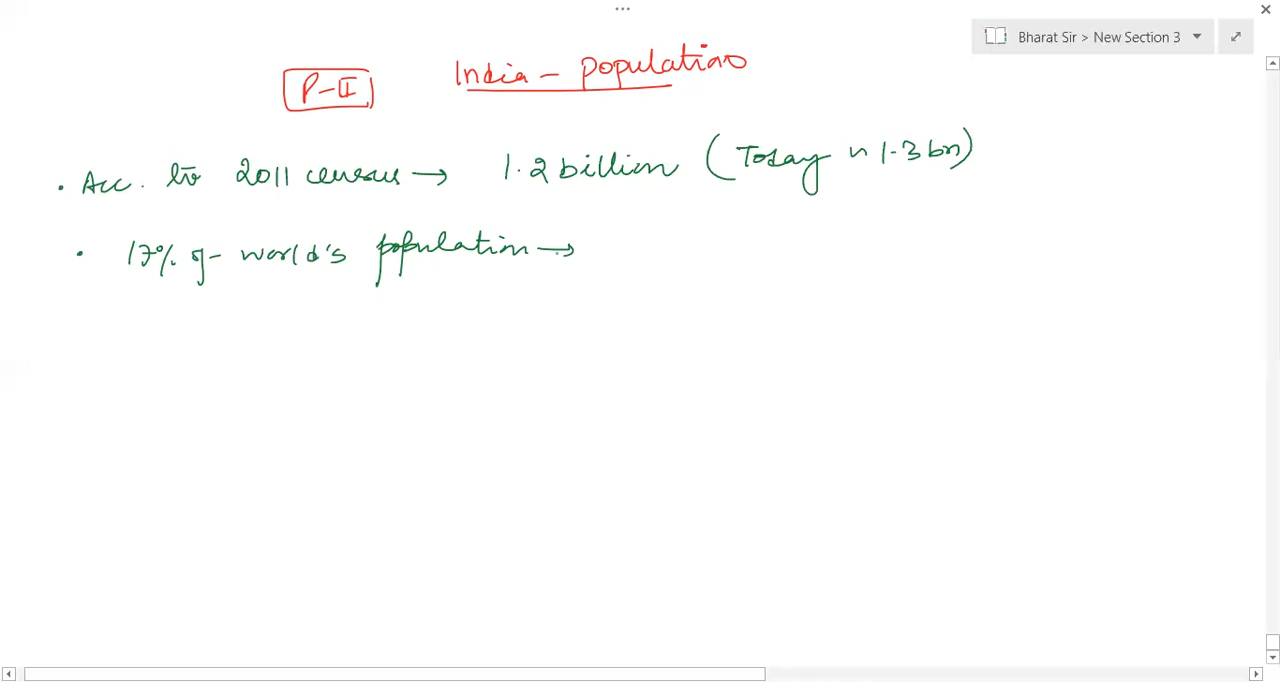 Bharat Sir > New Section 3
P-II
India - population
• Acc. to 2011 census → 1.2 billion (Today ~ 1.3 bn)
• 17% of world's population →